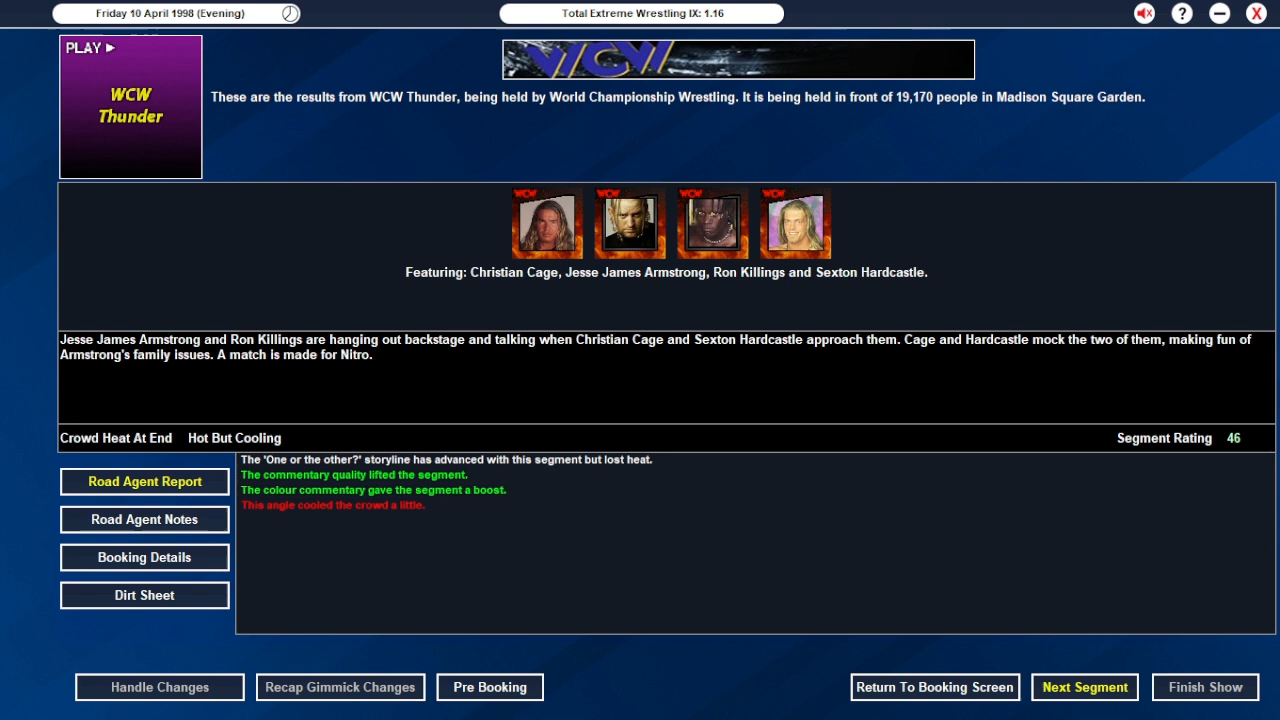 Friday 10 April 1998 (Evening)
Total Extreme Wrestling IX: 1.16
?
X
PLAY ►
WCW
Thunder
WCW
These are the results from WCW Thunder, being held by World Championship Wrestling. It is being held in front of 19,170 people in Madison Square Garden.
WCW WCW WCW WCW
Featuring: Christian Cage, Jesse James Armstrong, Ron Killings and Sexton Hardcastle.
Jesse James Armstrong and Ron Killings are hanging out backstage and talking when Christian Cage and Sexton Hardcastle approach them. Cage and Hardcastle mock the two of them, making fun of
Armstrong's family issues. A match is made for Nitro.
Crowd Heat At End Hot But Cooling Segment Rating 46
The 'One or the other?' storyline has advanced with this segment but lost heat.
The commentary quality lifted the segment.
The colour commentary gave the segment a boost.
This angle cooled the crowd a little.
Road Agent Report
Road Agent Notes
Booking Details
Dirt Sheet
Handle Changes Recap Gimmick Changes Pre Booking Return To Booking Screen Next Segment Finish Show